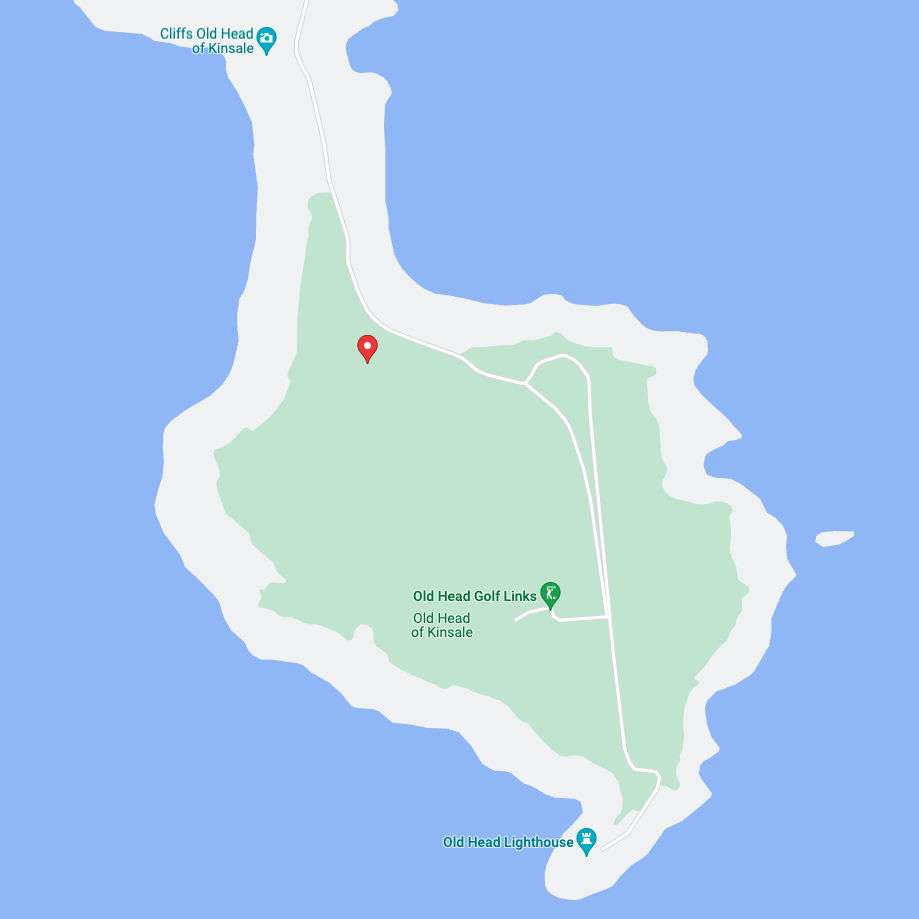 Cliffs Old Head
of Kinsale
Old Head Golf Links
Old Head
of Kinsale
Old Head Lighthouse